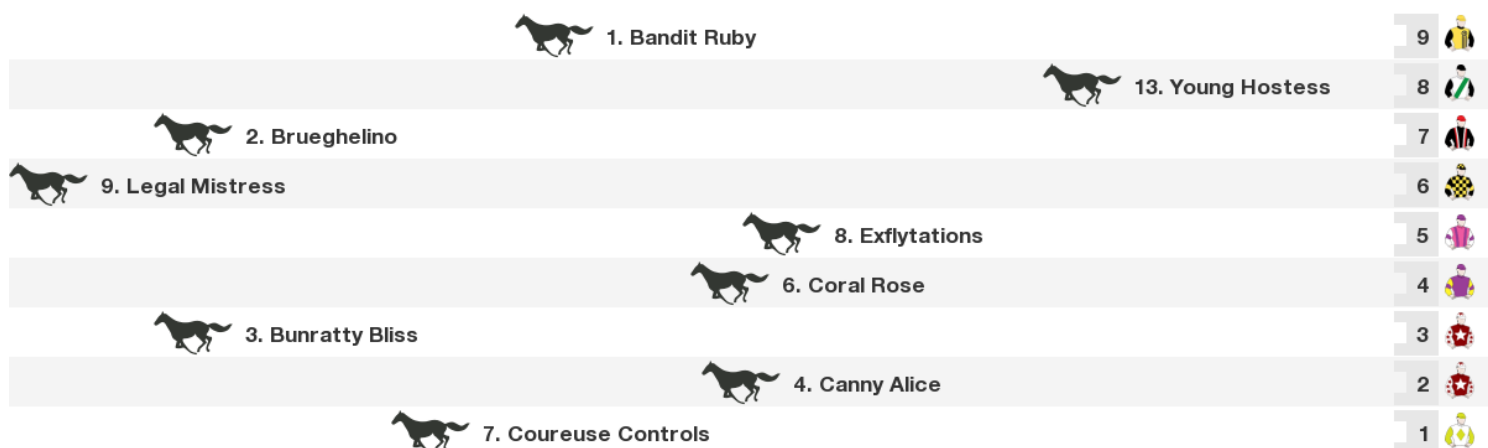 1. Bandit Ruby 9
13. Young Hostess 8
2. Brueghelino 7
9. Legal Mistress 6
8. Exflytations 5
6. Coral Rose 4
3. Bunratty Bliss 3
4. Canny Alice 2
7. Coureuse Controls 1